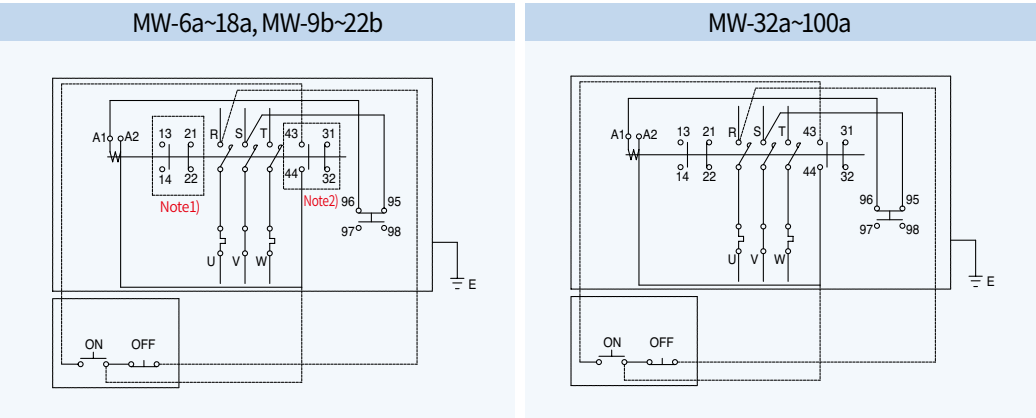 MW-6a~18a, MW-9b~22b
A1 A2 13 21 R S T 43 31
14 22 44 32
Note1) Note2) 96 95
97 98
U V W
E
ON OFF
MW-32a~100a
A1 A2 13 21 R S T 43 31
14 22 44 32
96 95
97 98
U V W
E
ON OFF